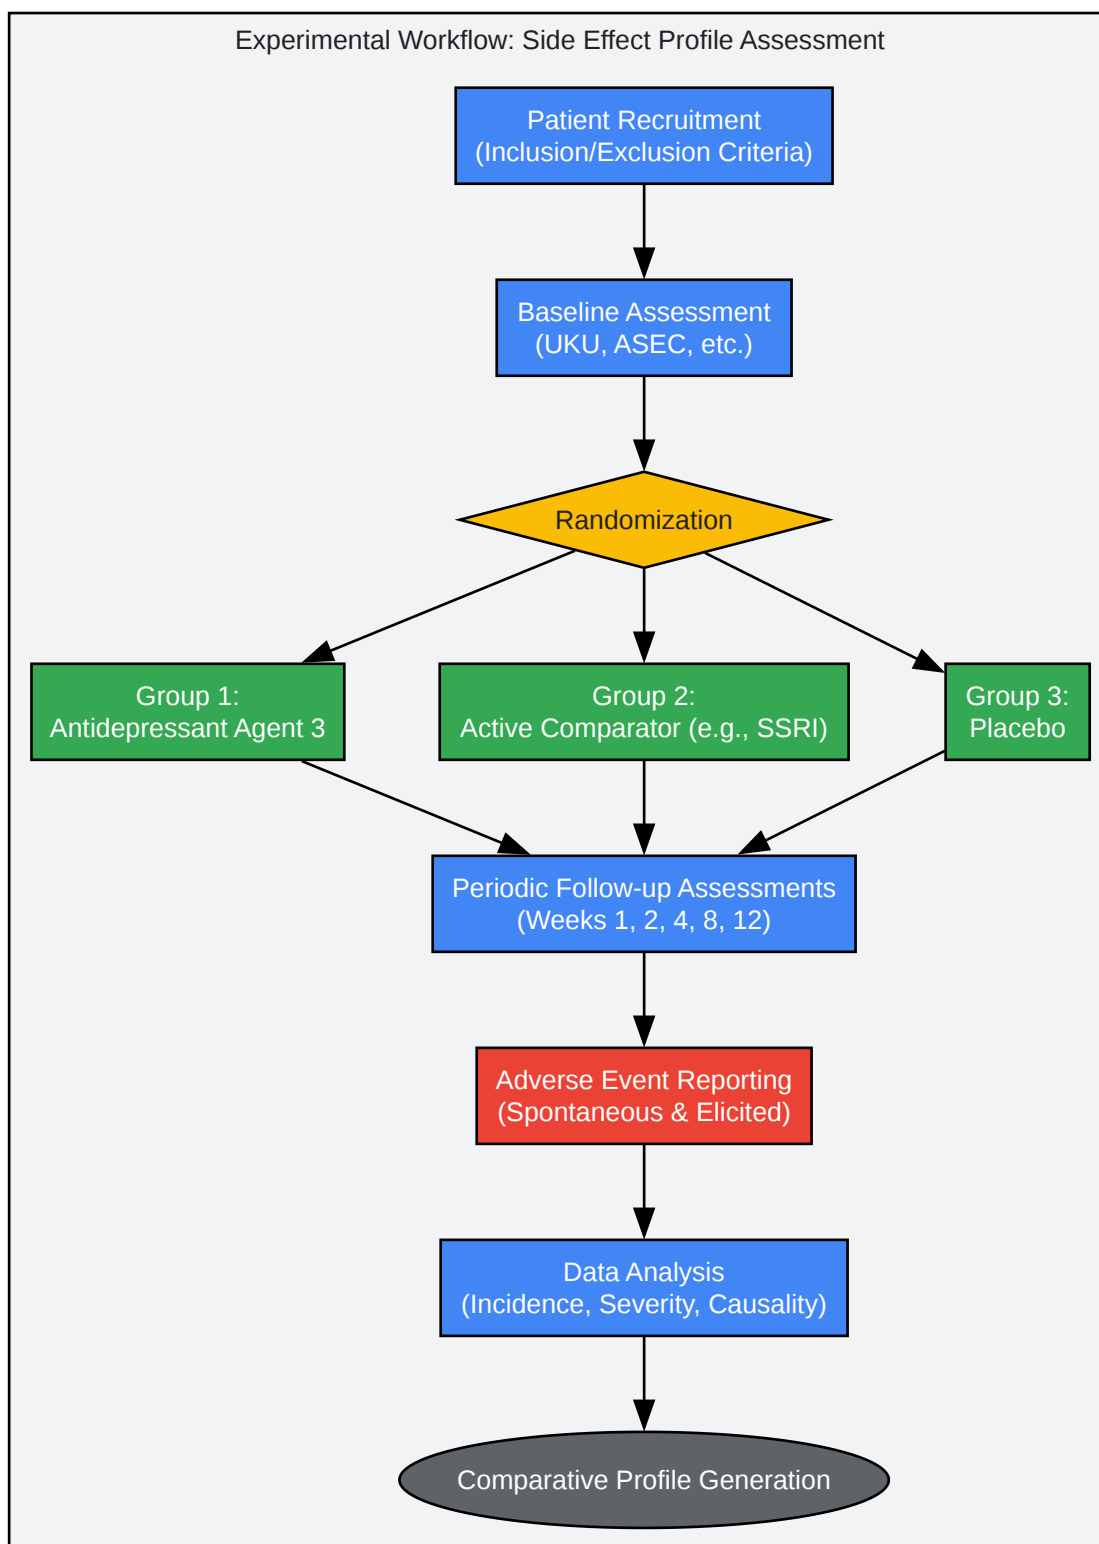 Experimental Workflow: Side Effect Profile Assessment
Patient Recruitment
(Inclusion/Exclusion Criteria)
Baseline Assessment
(UKU, ASEC, etc.)
Randomization
Group 1:
Antidepressant Agent 3
Group 2:
Active Comparator (e.g., SSRI)
Group 3:
Placebo
Periodic Follow-up Assessments
(Weeks 1, 2, 4, 8, 12)
Adverse Event Reporting
(Spontaneous & Elicited)
Data Analysis
(Incidence, Severity, Causality)
Comparative Profile Generation